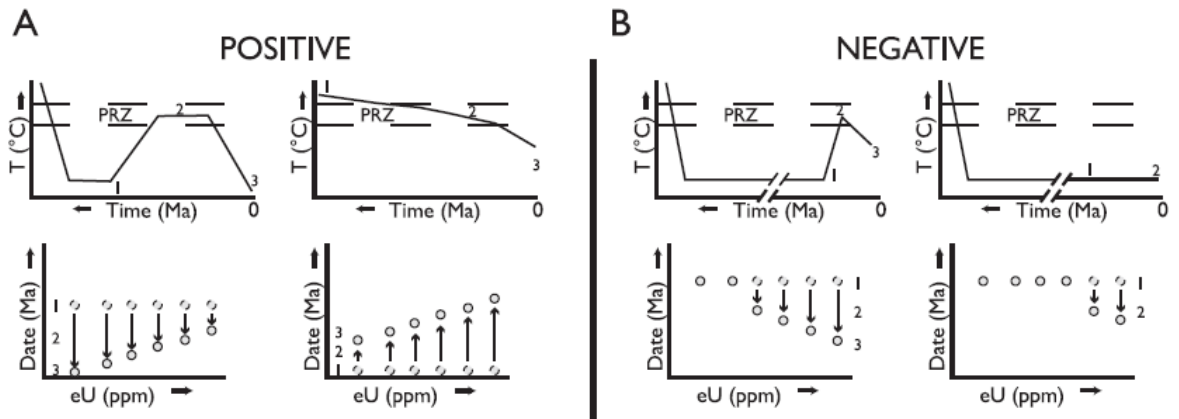 A
POSITIVE
T (°C)
PRZ
1
2
3
Time (Ma)
0
T (°C)
PRZ
1
2
3
Time (Ma)
0
Date (Ma)
1
2
3
eU (ppm)
Date (Ma)
3
2
1
eU (ppm)
B
NEGATIVE
T (°C)
PRZ
1
2
3
Time (Ma)
0
T (°C)
PRZ
1
2
Time (Ma)
0
Date (Ma)
1
2
3
eU (ppm)
Date (Ma)
1
2
eU (ppm)